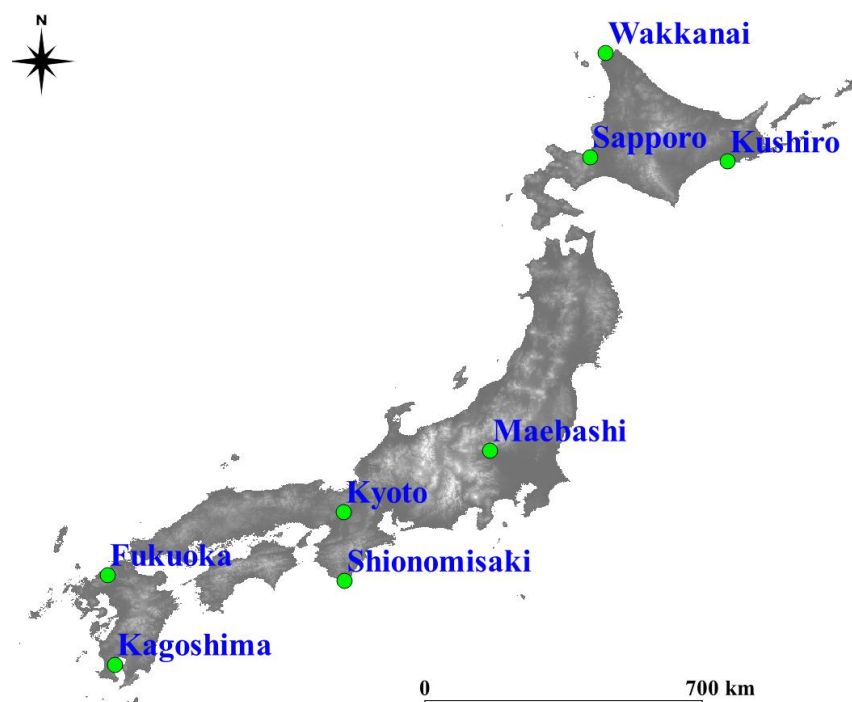 N
Wakkanai
Sapporo
Kushiro
Maebashi
Kyoto
Fukuoka
Shionomisaki
Kagoshima
0 700 km